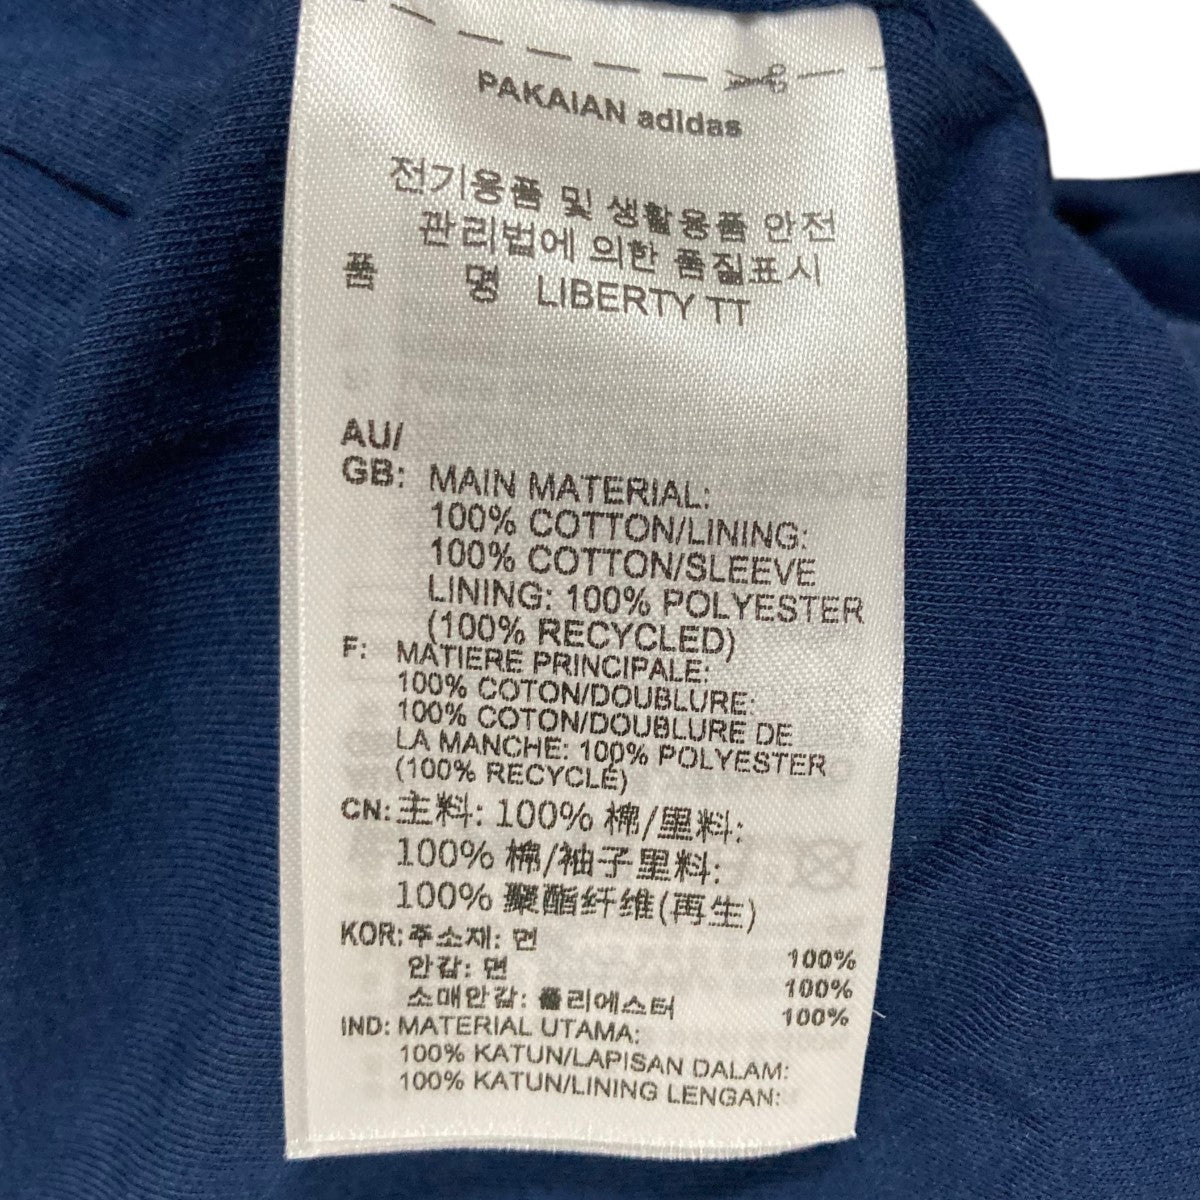 PAKAIAN adidas
전기용품 및 생활용품 안전
관리법에 의한 품질표시
품 명 LIBERTY TT
AU/
GB: MAIN MATERIAL:
100% COTTON/LINING:
100% COTTON/SLEEVE
LINING: 100% POLYESTER
(100% RECYCLED)
F: MATIERE PRINCIPALE:
100% COTON/DOUBLURE:
100% COTON/DOUBLURE DE
LA MANCHE: 100% POLYESTER
(100% RECYCLÉ)
CN: 主料: 100% 棉/里料:
100% 棉/袖子里料:
100% 聚酯纤维(再生)
KOR: 주소재: 면 100%
안감: 면 100%
소매안감: 폴리에스터 100%
IND: MATERIAL UTAMA:
100% KATUN/LAPISAN DALAM:
100% KATUN/LINING LENGAN: